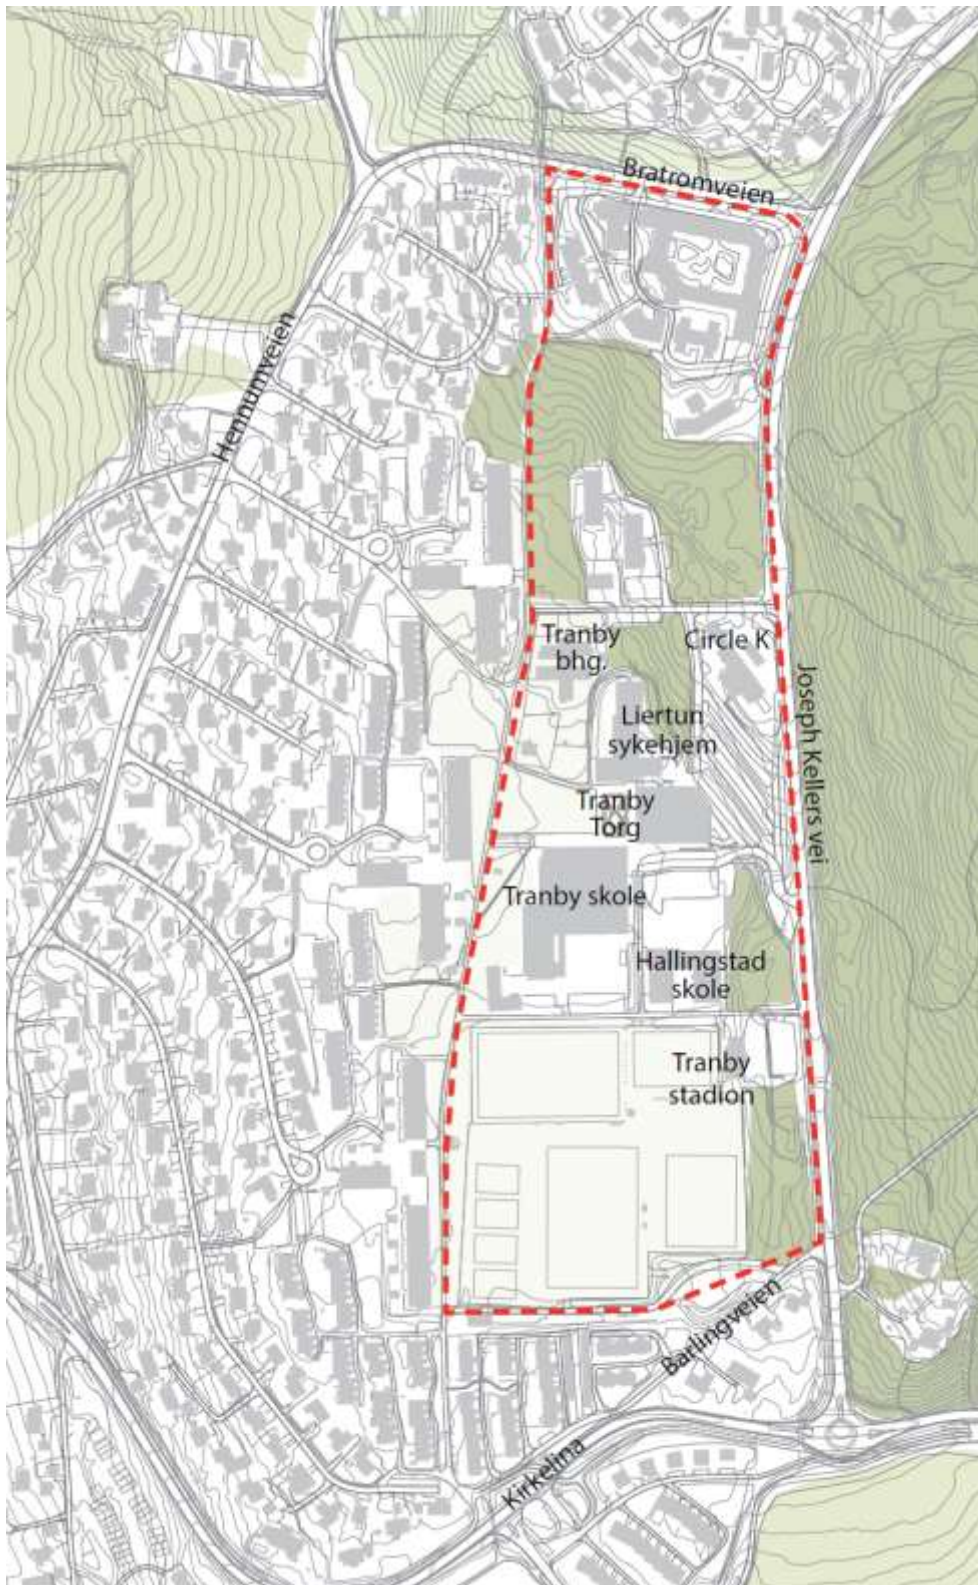 Bratromveien
Hennumveien
Tranby
bhg.
Circle K
Joseph Kellers vei
Liertun
sykehjem
Tranby
Torg
Tranby skole
Hallingstad
skole
Tranby
stadion
Barlingveien
Kirkelina